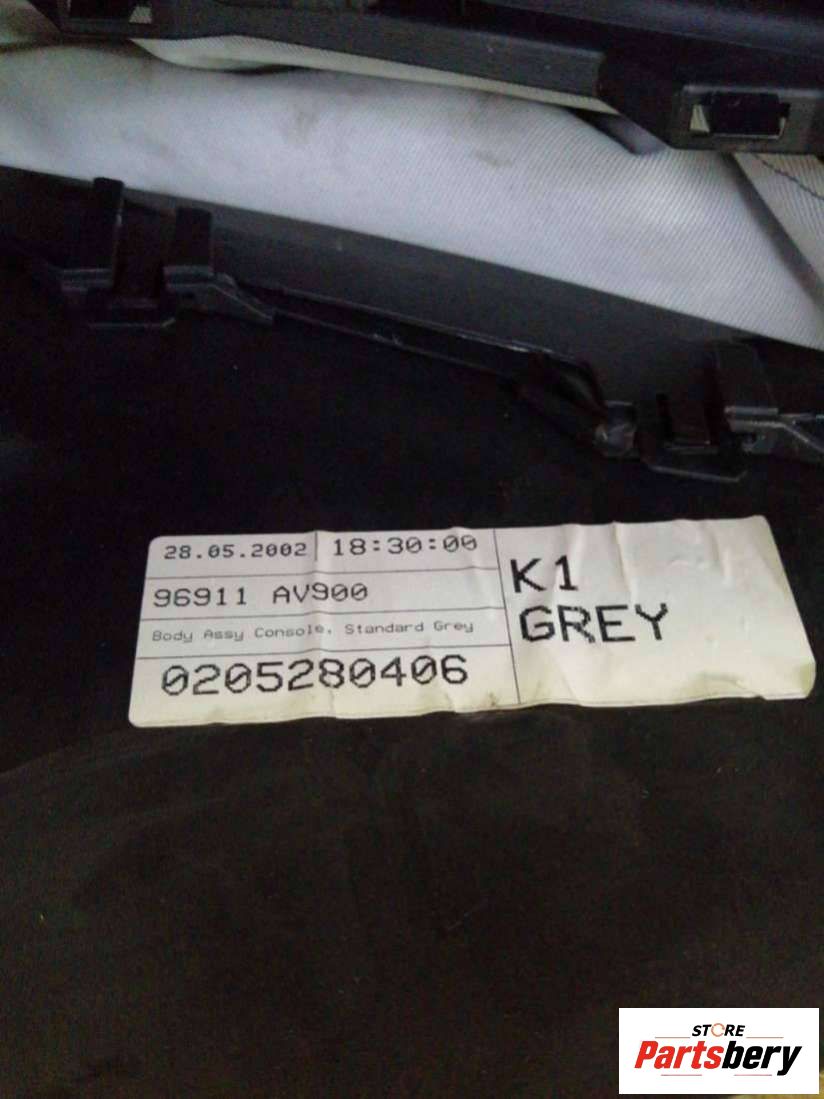 28.05.2002 18:30:00
96911 AV900
Body Assy Console, Standard Grey
0205280406
K1
GREY
STORE
Partsbery